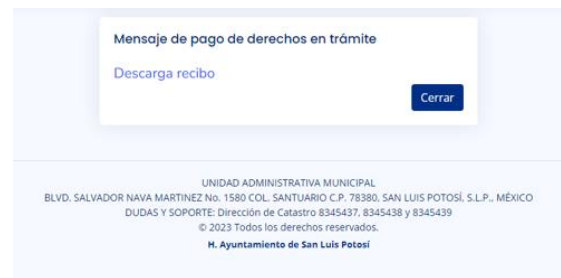 Mensaje de pago de derechos en trámite
Descarga recibo
Cerrar
UNIDAD ADMINISTRATIVA MUNICIPAL
BLVD. SALVADOR NAVA MARTINEZ No. 1580 COL. SANTUARIO C.P. 78380, SAN LUIS POTOSÍ, S.L.P., MÉXICO
DUDAS Y SOPORTE: Dirección de Catastro 8345437, 8345438 y 8345439
© 2023 Todos los derechos reservados.
H. Ayuntamiento de San Luis Potosí